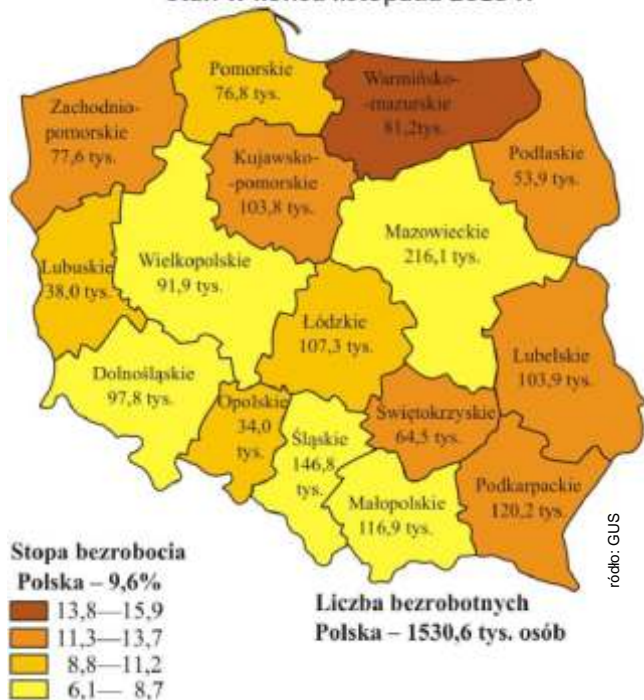 Pomorskie
76,8 tys.
Warmińsko-
-mazurskie
81,2tys.
Zachodnio-
pomorskie
77,6 tys.
Kujawsko-
-pomorskie
103,8 tys.
Podlaskie
53,9 tys.
Mazowieckie
216,1 tys.
Lubuskie
38,0 tys.
Wielkopolskie
91,9 tys.
Łódzkie
107,3 tys.
Lubelskie
103,9 tys.
Dolnośląskie
97,8 tys.
Opolskie
34,0
tys.
Świętokrzyskie
64,5 tys.
Śląskie
146,8
tys.
Małopolskie
116,9 tys.
Podkarpackie
120,2 tys.
ródło: GUS
Stopa bezrobocia
Polska – 9,6%
13,8—15,9
11,3—13,7
8,8—11,2
6,1— 8,7
Liczba bezrobotnych
Polska – 1530,6 tys. osób